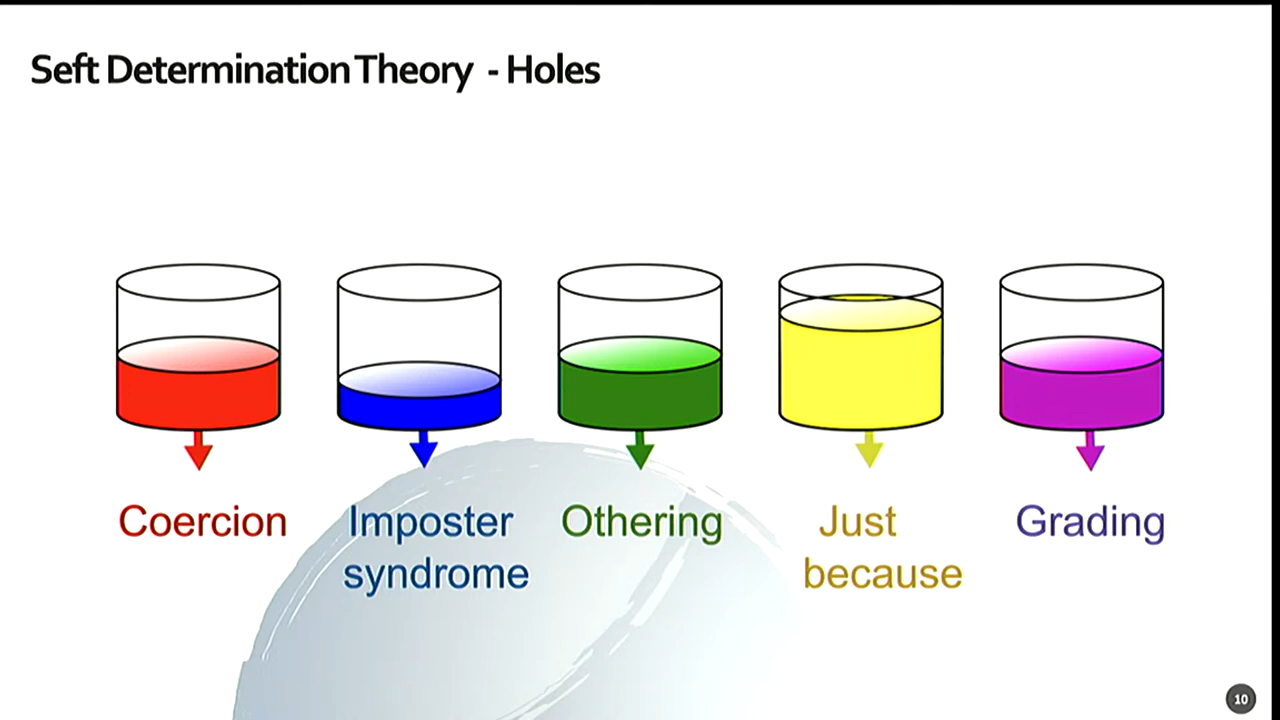 Seft Determination Theory - Holes
Coercion
Imposter
syndrome
Othering
Just
because
Grading
10